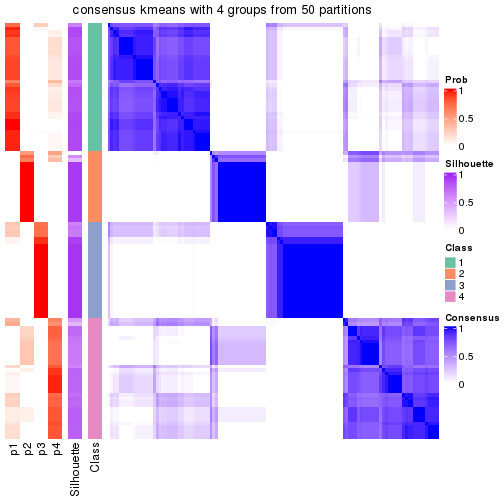 consensus kmeans with 4 groups from 50 partitions
Prob
1
0.5
0
Silhouette
1
0.5
0
Class
1
2
3
4
Consensus
1
0.5
0
p1
p2
p3
p4
Silhouette
Class